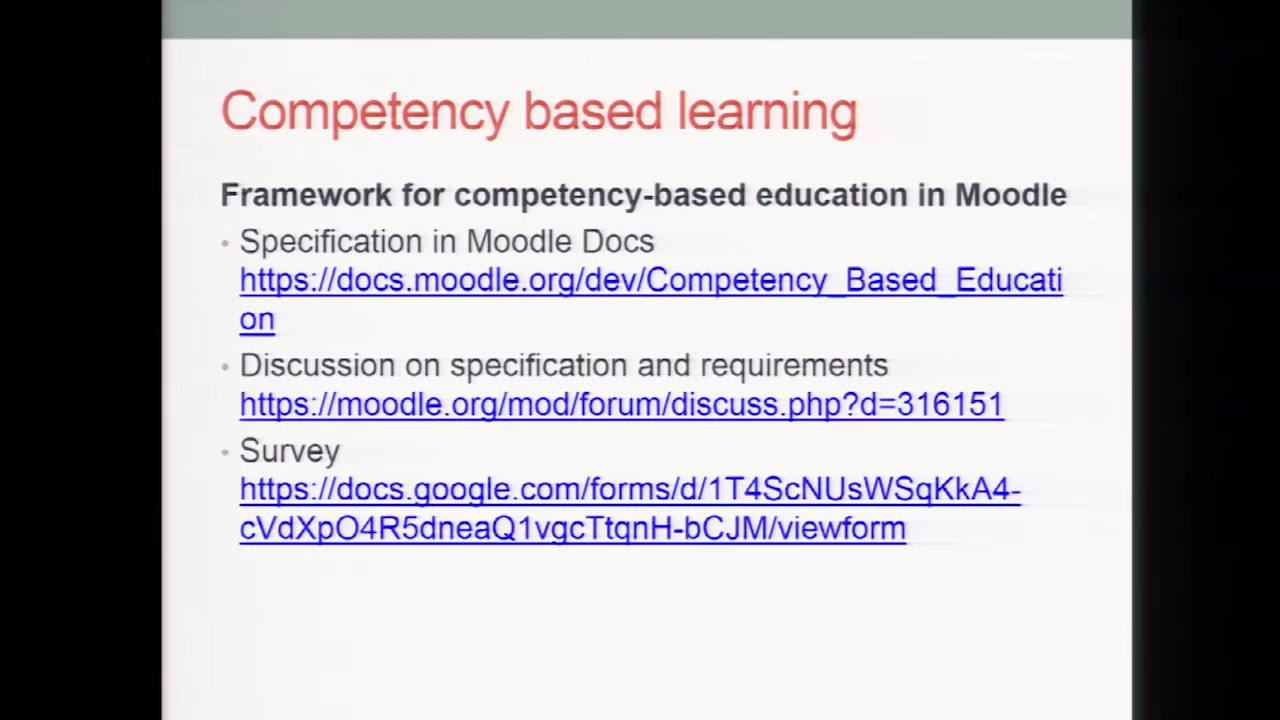 Competency based learning
Framework for competency-based education in Moodle
Specification in Moodle Docs
https://docs.moodle.org/dev/Competency_Based_Educati
on
Discussion on specification and requirements
https://moodle.org/mod/forum/discuss.php?d=316151
Survey
https://docs.google.com/forms/d/1T4ScNUsWSqKkA4-
cVdXpO4R5dneaQ1vgcTtqnH-bCJM/viewform